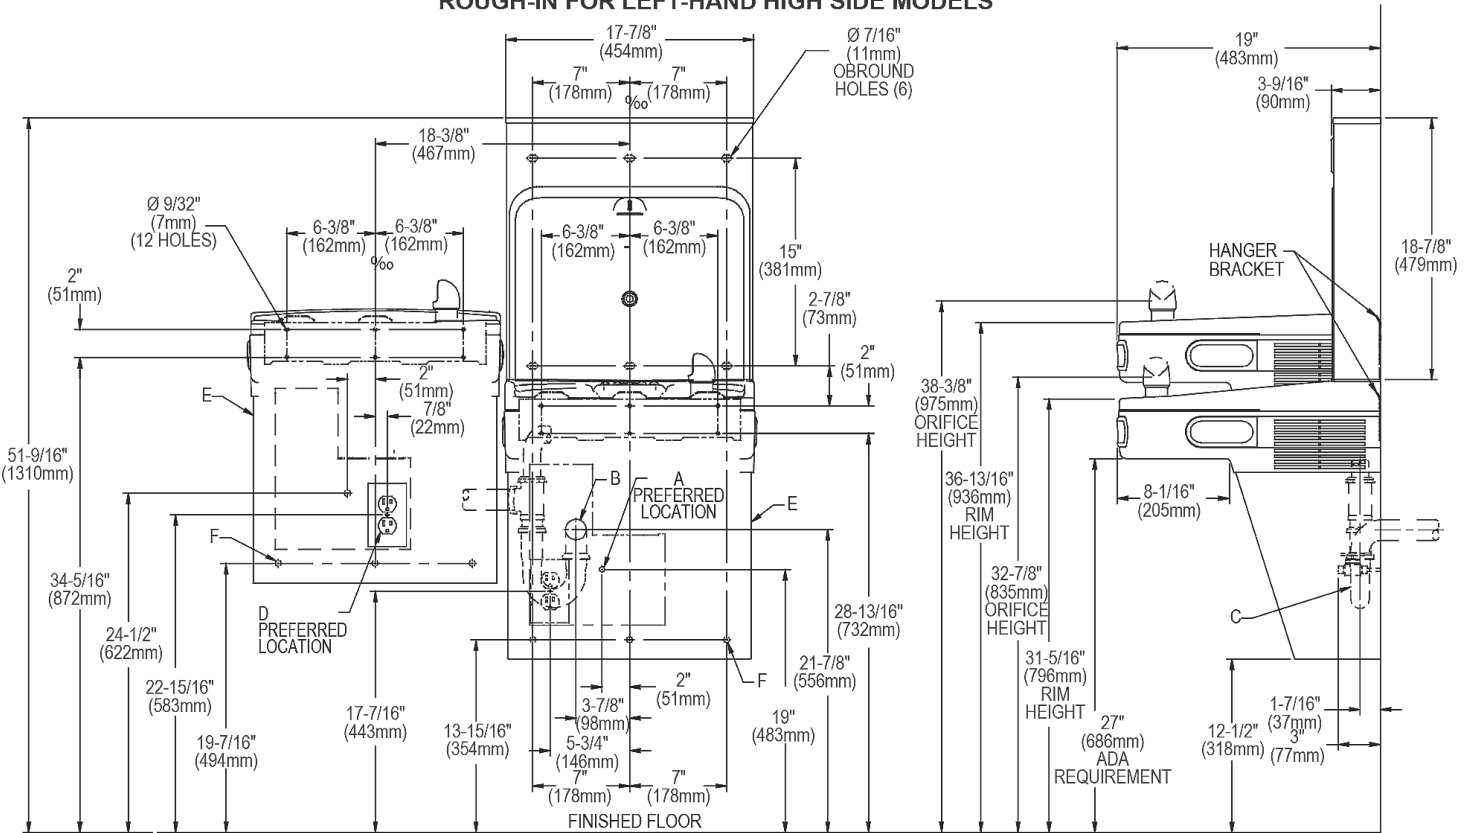 ROUGH-IN FOR LEFT-HAND HIGH SIDE MODELS
17-7/8"
(454mm)
7"
(178mm)
7"
(178mm)
‰
Ø 7/16"
(11mm)
OBROUND
HOLES (6)
19"
(483mm)
3-9/16"
(90mm)
18-3/8"
(467mm)
Ø 9/32"
(7mm)
(12 HOLES)
6-3/8"
(162mm)
6-3/8"
(162mm)
‰
6-3/8"
(162mm)
6-3/8"
(162mm)
15"
(381mm)
HANGER
BRACKET
18-7/8"
(479mm)
2"
(51mm)
2-7/8"
(73mm)
2"
(51mm)
2"
(51mm)
7/8"
(22mm)
E
38-3/8"
(975mm)
ORIFICE
HEIGHT
51-9/16"
(1310mm)
36-13/16"
(936mm)
RIM
HEIGHT
8-1/16"
(205mm)
B
A
PREFERRED
LOCATION
E
F
34-5/16"
(872mm)
32-7/8"
(835mm)
ORIFICE
HEIGHT
D
PREFERRED
LOCATION
28-13/16"
(732mm)
C
24-1/2"
(622mm)
21-7/8"
(556mm)
31-5/16"
(796mm)
RIM
HEIGHT
22-15/16"
(583mm)
F
2"
(51mm)
3-7/8"
(98mm)
17-7/16"
(443mm)
13-15/16"
(354mm)
19"
(483mm)
5-3/4"
(146mm)
19-7/16"
(494mm)
27"
(686mm)
ADA
REQUIREMENT
12-1/2"
(318mm)
1-7/16"
(37mm)
3"
(77mm)
7"
(178mm)
7"
(178mm)
FINISHED FLOOR